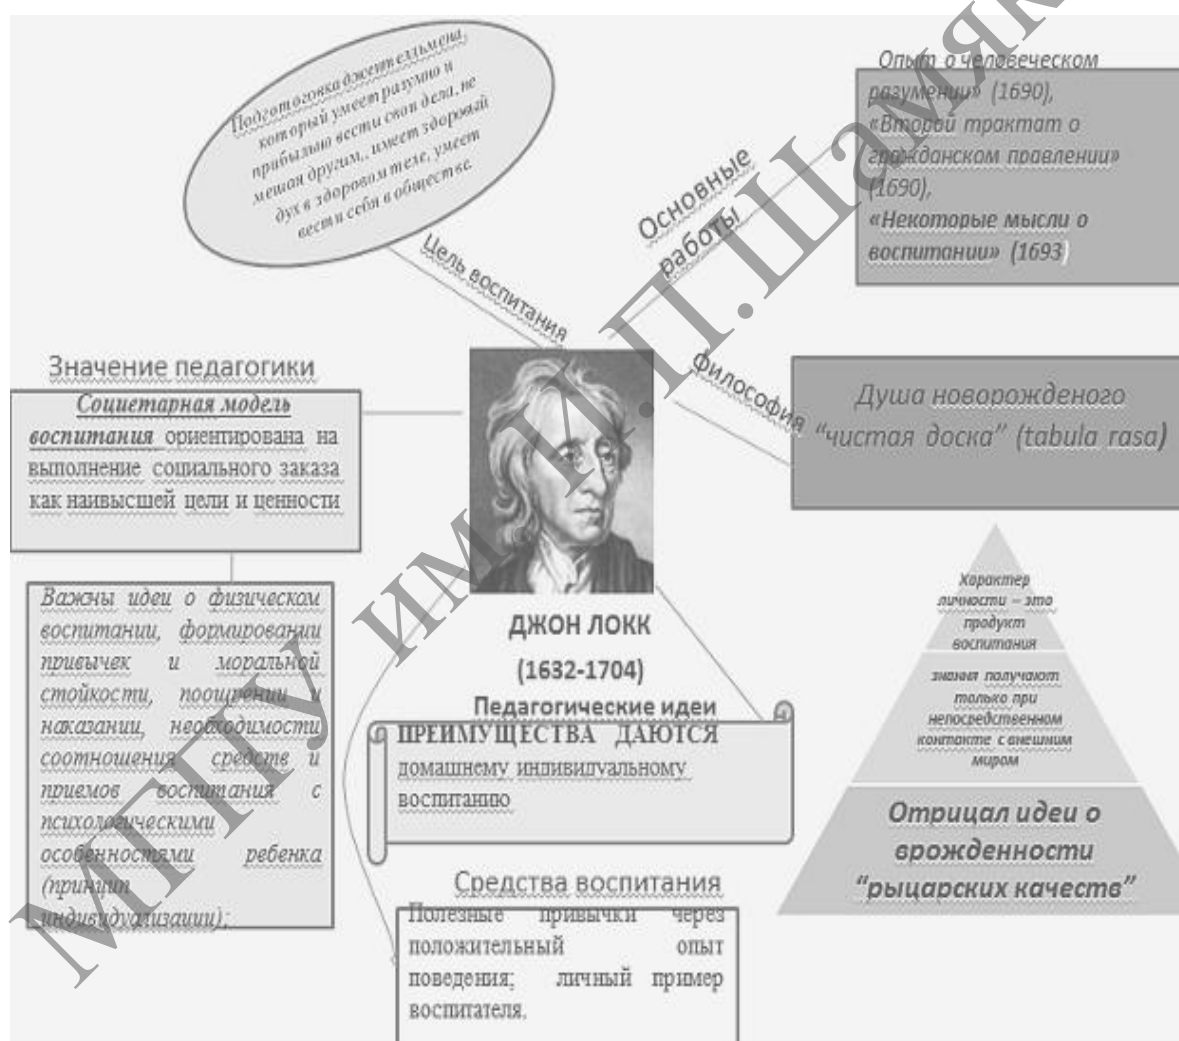 Подготовка джентельмена,
который умеет разумно и
прибыльно вести свои дела, не
мешая другим,, имеет здоровый
дух в здоровом теле, умеет
вести себя в обществе.
Цель воспитания
Основные
работы
Опыт о человеческом
разумении» (1690),
«Второй трактат о
гражданском правлении»
(1690),
«Некоторые мысли о
воспитании» (1693)
философия
Душа новорожденого
“чистая доска” (tabula rasa)
Характер
личности – это
продукт
воспитания
знания получают
только при
непосредственном
контакте с внешним
миром
Отрицал идеи о
врожденности
“рыцарских качеств”
Значение педагогики
Социетарная модель
воспитания ориентирована на
выполнение социального заказа
как наивысшей цели и ценности
Важны идеи о физическом
воспитании, формировании
привычек и моральной
стойкости, поощрении и
наказании, необходимости
соотношения средств и
приемов воспитания с
психологическими
особенностями ребенка
(принцип
индивидуализации);
ДЖОН ЛОКК
(1632-1704)
Педагогические идеи
ПРЕИМУЩЕСТВА ДАЮТСЯ
домашнему индивидуальному
воспитанию
Средства воспитания
Полезные привычки через
положительный опыт
поведения; личный пример
воспитателя.
МГПУ им. И.П.Шамяк